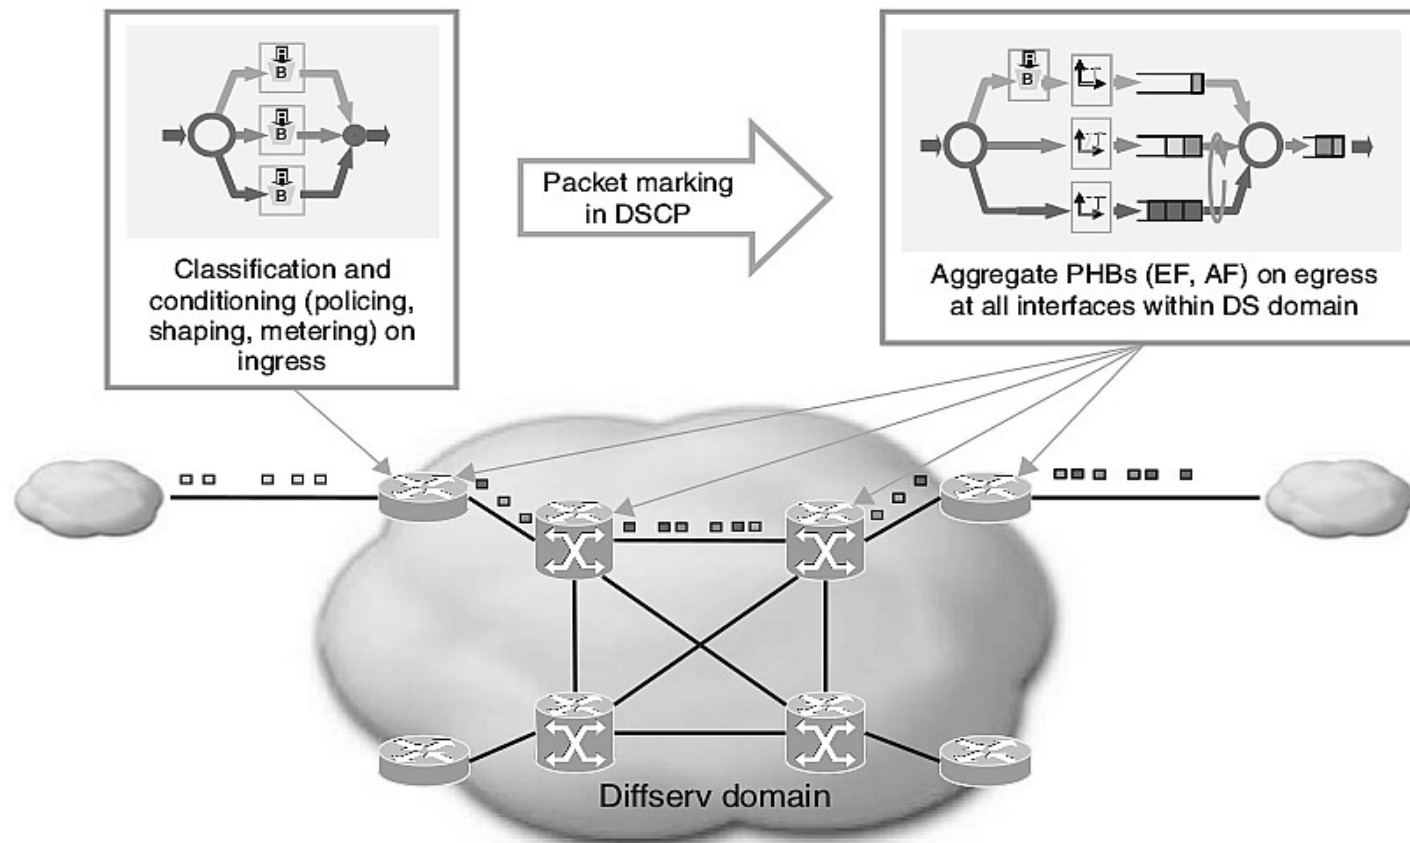 B
B
B
Classification and
conditioning (policing,
shaping, metering) on
ingress
Packet marking
in DSCP
B
Aggregate PHBs (EF, AF) on egress
at all interfaces within DS domain
Diffserv domain